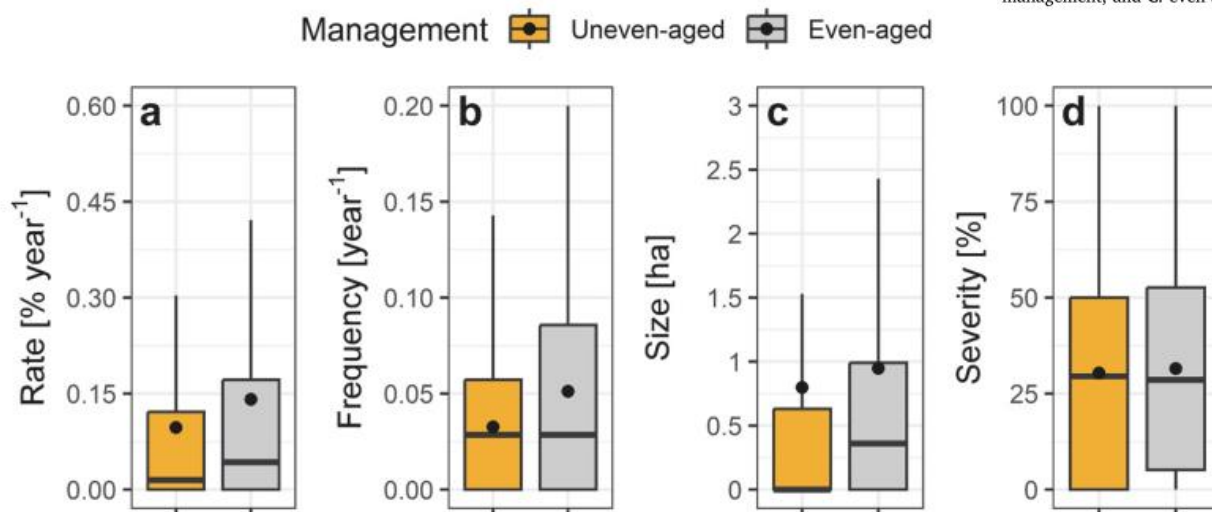 management, and
Management Uneven-aged Even-aged
a
Rate [% year-1]
0.60
0.45
0.30
0.15
0.00
b
Frequency [year-1]
0.20
0.15
0.10
0.05
0.00
c
Size [ha]
3
2.5
2
1.5
1
0.5
0
d
Severity [%]
100
75
50
25
0